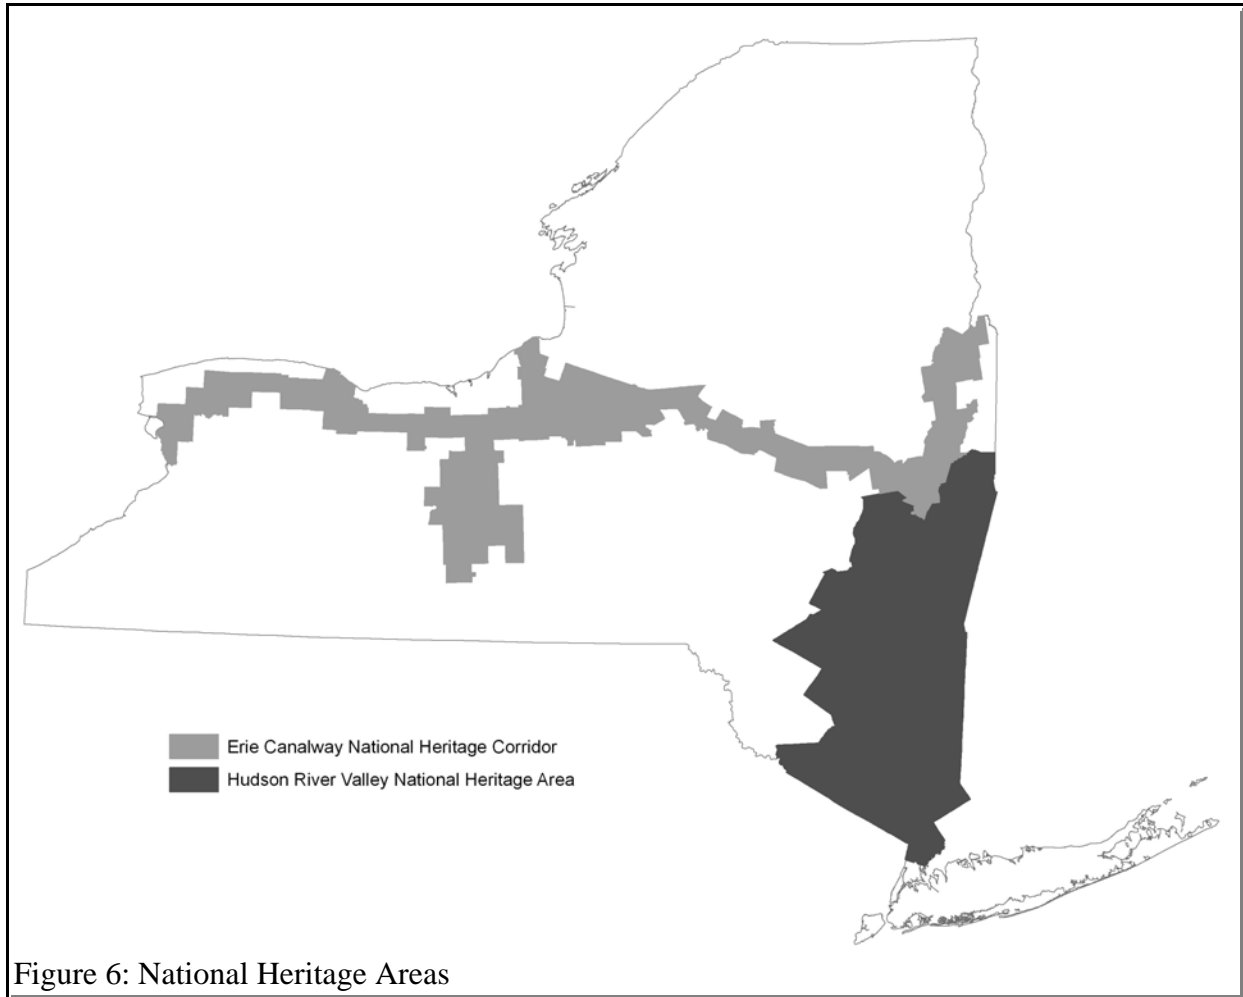 Erie Canalway National Heritage Corridor
Hudson River Valley National Heritage Area
Figure 6: National Heritage Areas